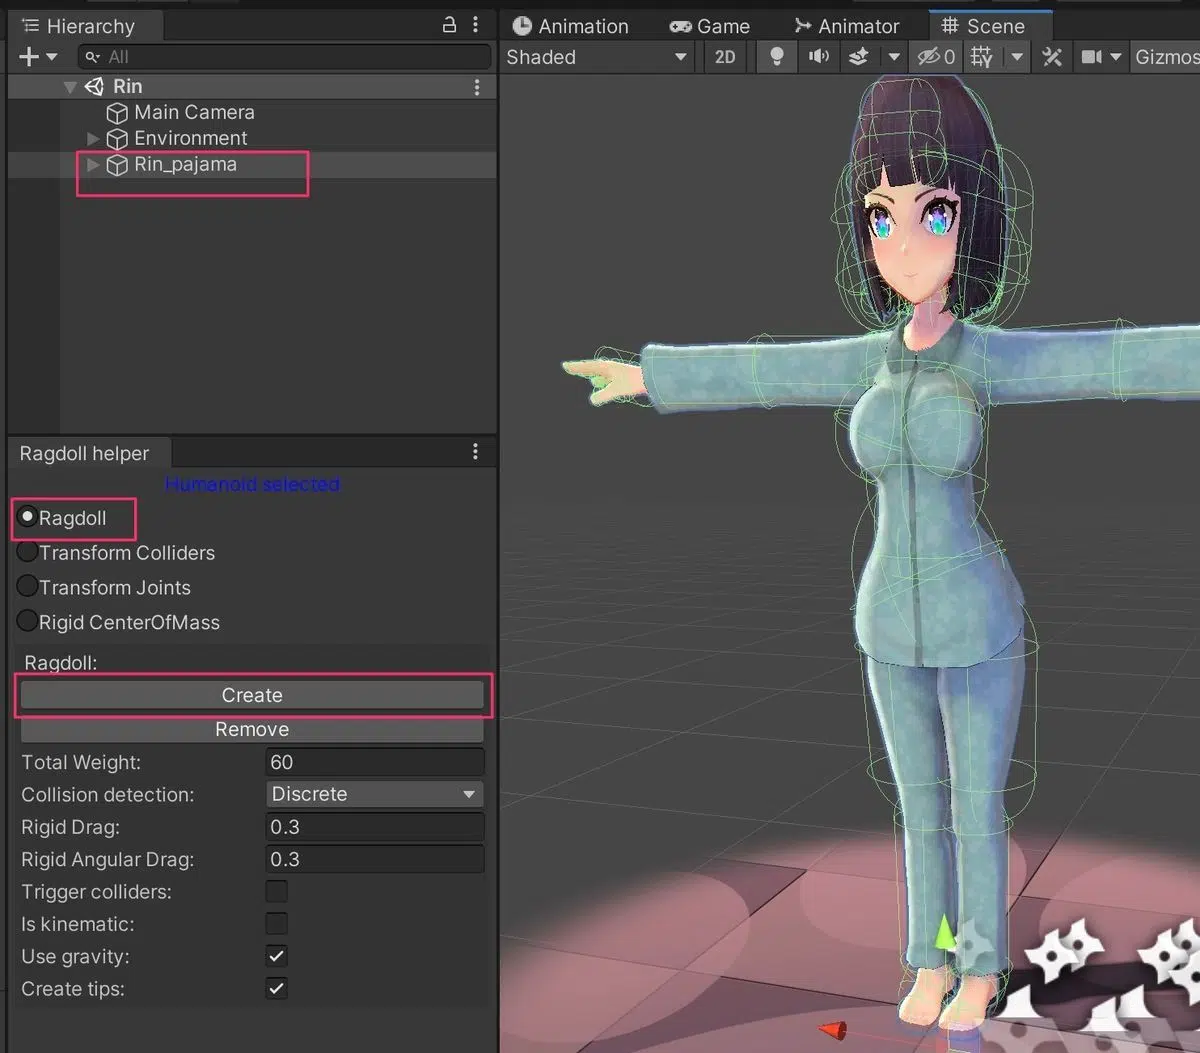 Hierarchy
All
Rin
Main Camera
Environment
Rin_pajama
Animation Game Animator Scene
Shaded 2D 0 Gizmos
Ragdoll helper
Humanoid selected
Ragdoll
Transform Colliders
Transform Joints
Rigid CenterOfMass
Ragdoll:
Create
Remove
Total Weight: 60
Collision detection: Discrete
Rigid Drag: 0.3
Rigid Angular Drag: 0.3
Trigger colliders:
Is kinematic:
Use gravity:
Create tips: